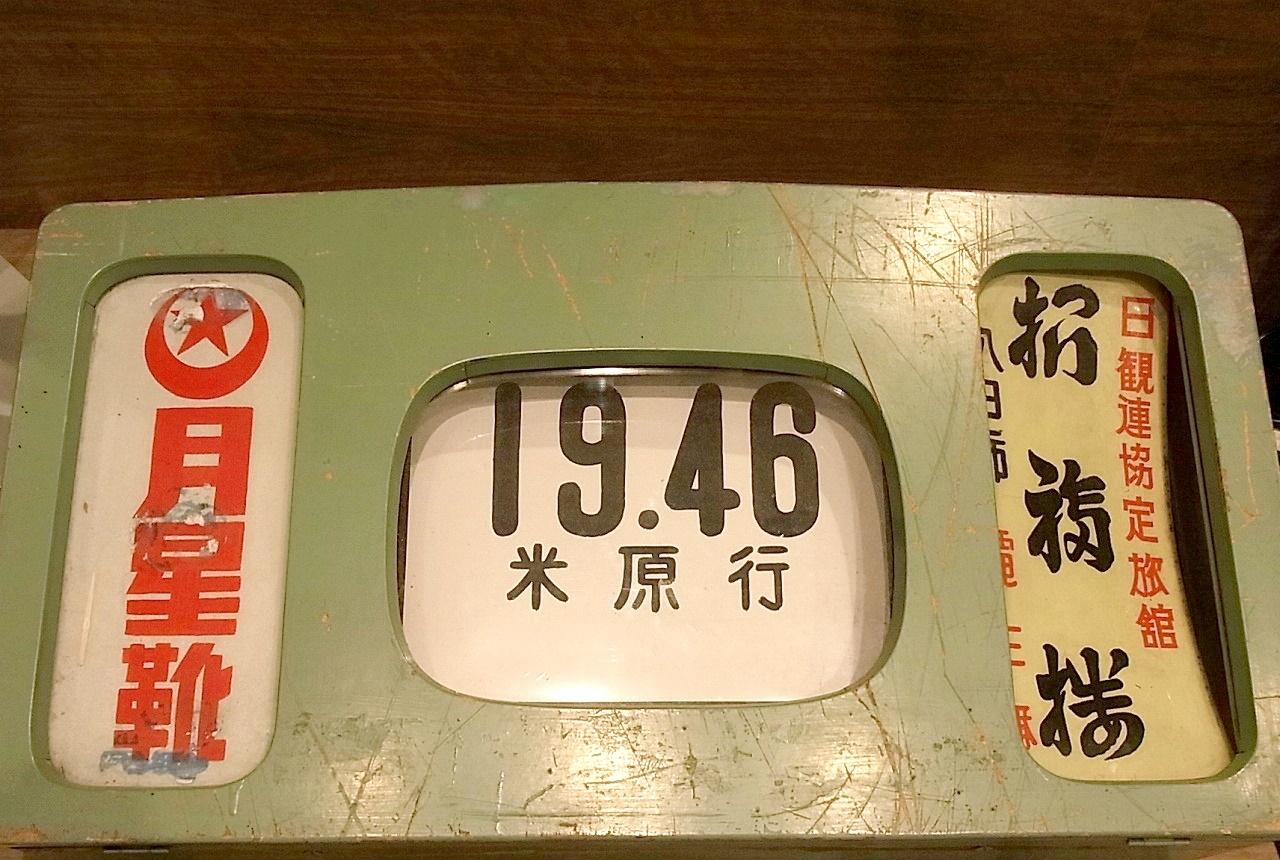 月星靴
19.46
米原行
日観連協定旅館
招福楼
八日市